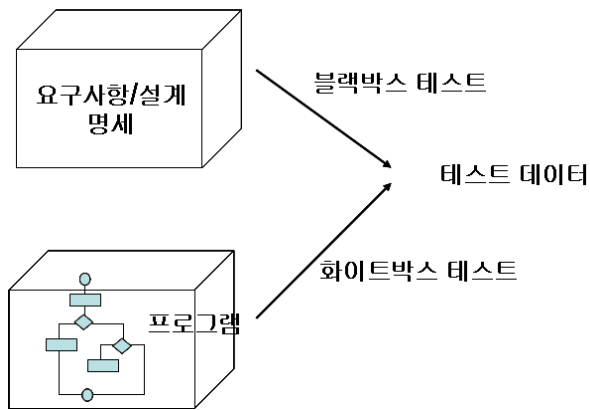 요구사항/설계
명세
블랙박스 테스트
테스트 데이터
화이트박스 테스트
프로그램